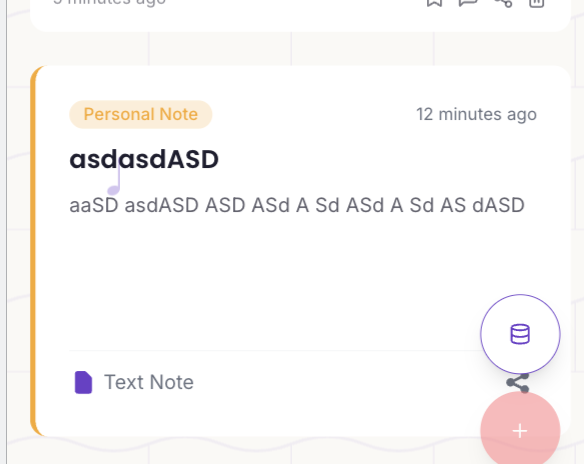 5 minutes ago
Personal Note
12 minutes ago
asdasdASD
aaSD asdASD ASD ASd A Sd ASd A Sd AS dASD
Text Note